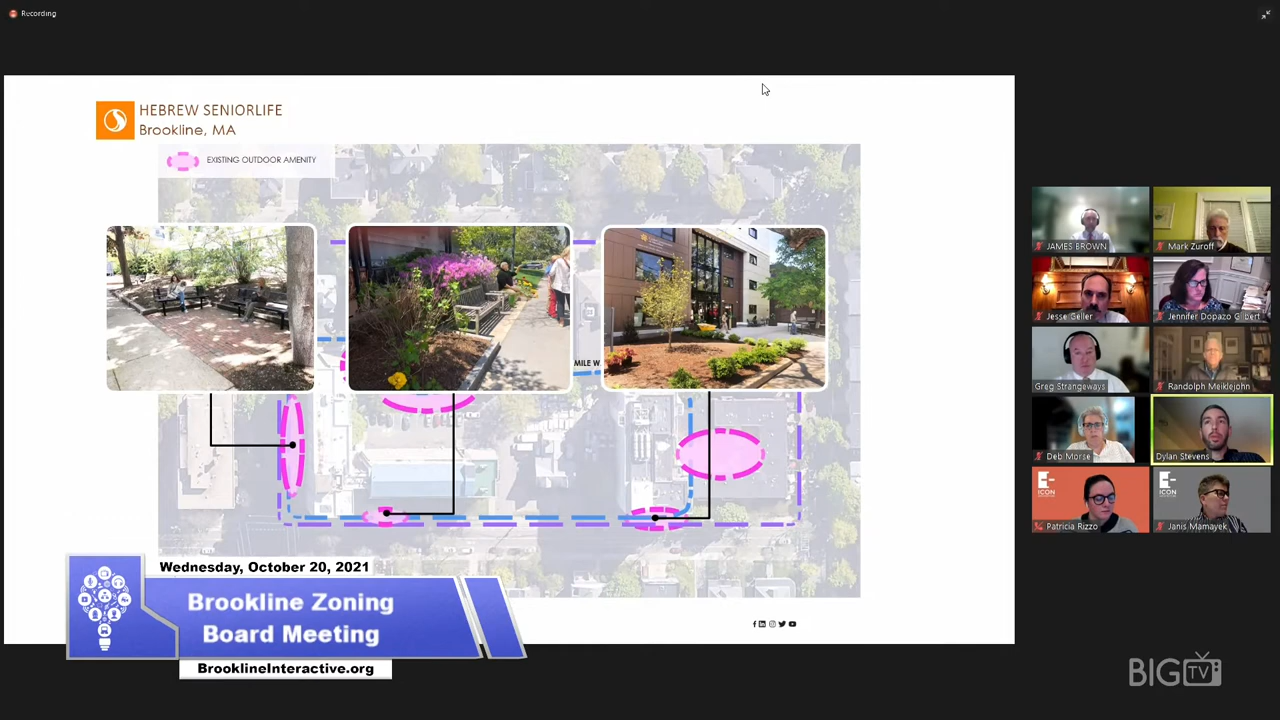 Recording
HEBREW SENIORLIFE
Brookline, MA
EXISTING OUTDOOR AMENITY
MILE W
JAMES BROWN
Mark Zuroff
Jesse Geller
Jennifer Dopazo Gilbert
Greg Strangeways
Randolph Meiklejohn
Deb Morse
Dylan Stevens
ICON
Patricia Rizzo
ICON
Janis Mamayek
Wednesday, October 20, 2021
Brookline Zoning
Board Meeting
BrooklineInteractive.org
BIG TV